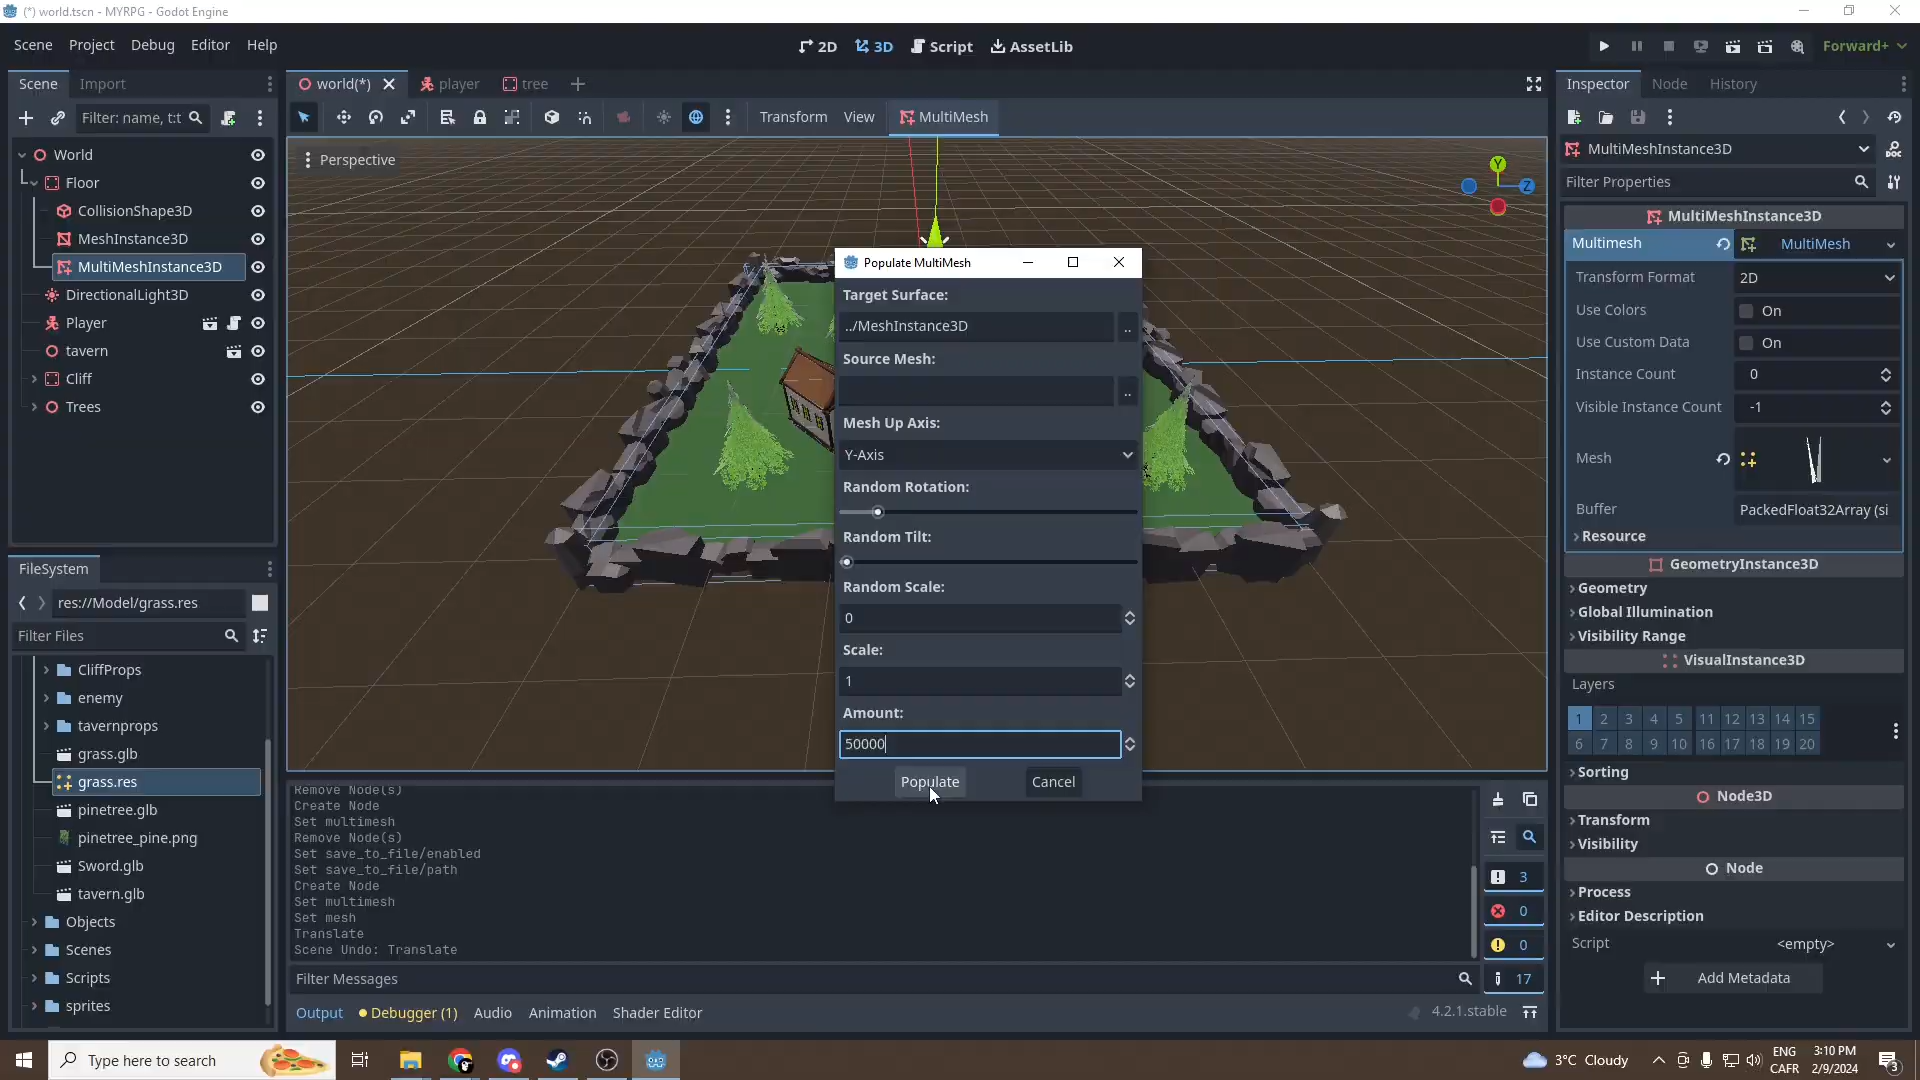 (*) world.tscn - MYRPG - Godot Engine
Scene Project Debug Editor Help
2D 3D Script AssetLib
Forward+
Scene Import
world(*) player tree
Inspector Node History
Filter: name, t:t
Transform View MultiMesh
World
Floor
CollisionShape3D
MeshInstance3D
MultiMeshInstance3D
DirectionalLight3D
Player
tavern
Cliff
Trees
FileSystem
res://Model/grass.res
Filter Files
CliffProps
enemy
tavernprops
grass.glb
grass.res
pinetree.glb
pinetree_pine.png
Sword.glb
tavern.glb
Objects
Scenes
Scripts
sprites
Perspective
Y
Z
Populate MultiMesh
Target Surface:
../MeshInstance3D
..
Source Mesh:
..
Mesh Up Axis:
Y-Axis
Random Rotation:
Random Tilt:
Random Scale:
0
Scale:
1
Amount:
50000
Populate Cancel
Remove Node(s)
Create Node
Set multimesh
Remove Node(s)
Set save_to_file/enabled
Set save_to_file/path
Create Node
Set multimesh
Set mesh
Translate
Scene Undo: Translate
3
0
0
17
Filter Messages
Output Debugger (1) Audio Animation Shader Editor
4.2.1.stable
MultiMeshInstance3D
Filter Properties
MultiMeshInstance3D
Multimesh MultiMesh
Transform Format 2D
Use Colors On
Use Custom Data On
Instance Count 0
Visible Instance Count -1
Mesh
Buffer PackedFloat32Array (si
Resource
GeometryInstance3D
Geometry
Global Illumination
Visibility Range
VisualInstance3D
Layers
1 2 3 4 5 11 12 13 14 15
6 7 8 9 10 16 17 18 19 20
Sorting
Node3D
Transform
Visibility
Node
Process
Editor Description
Script <empty>
Add Metadata
Type here to search
3°C Cloudy
ENG
CAFR
3:10 PM
2/9/2024
3